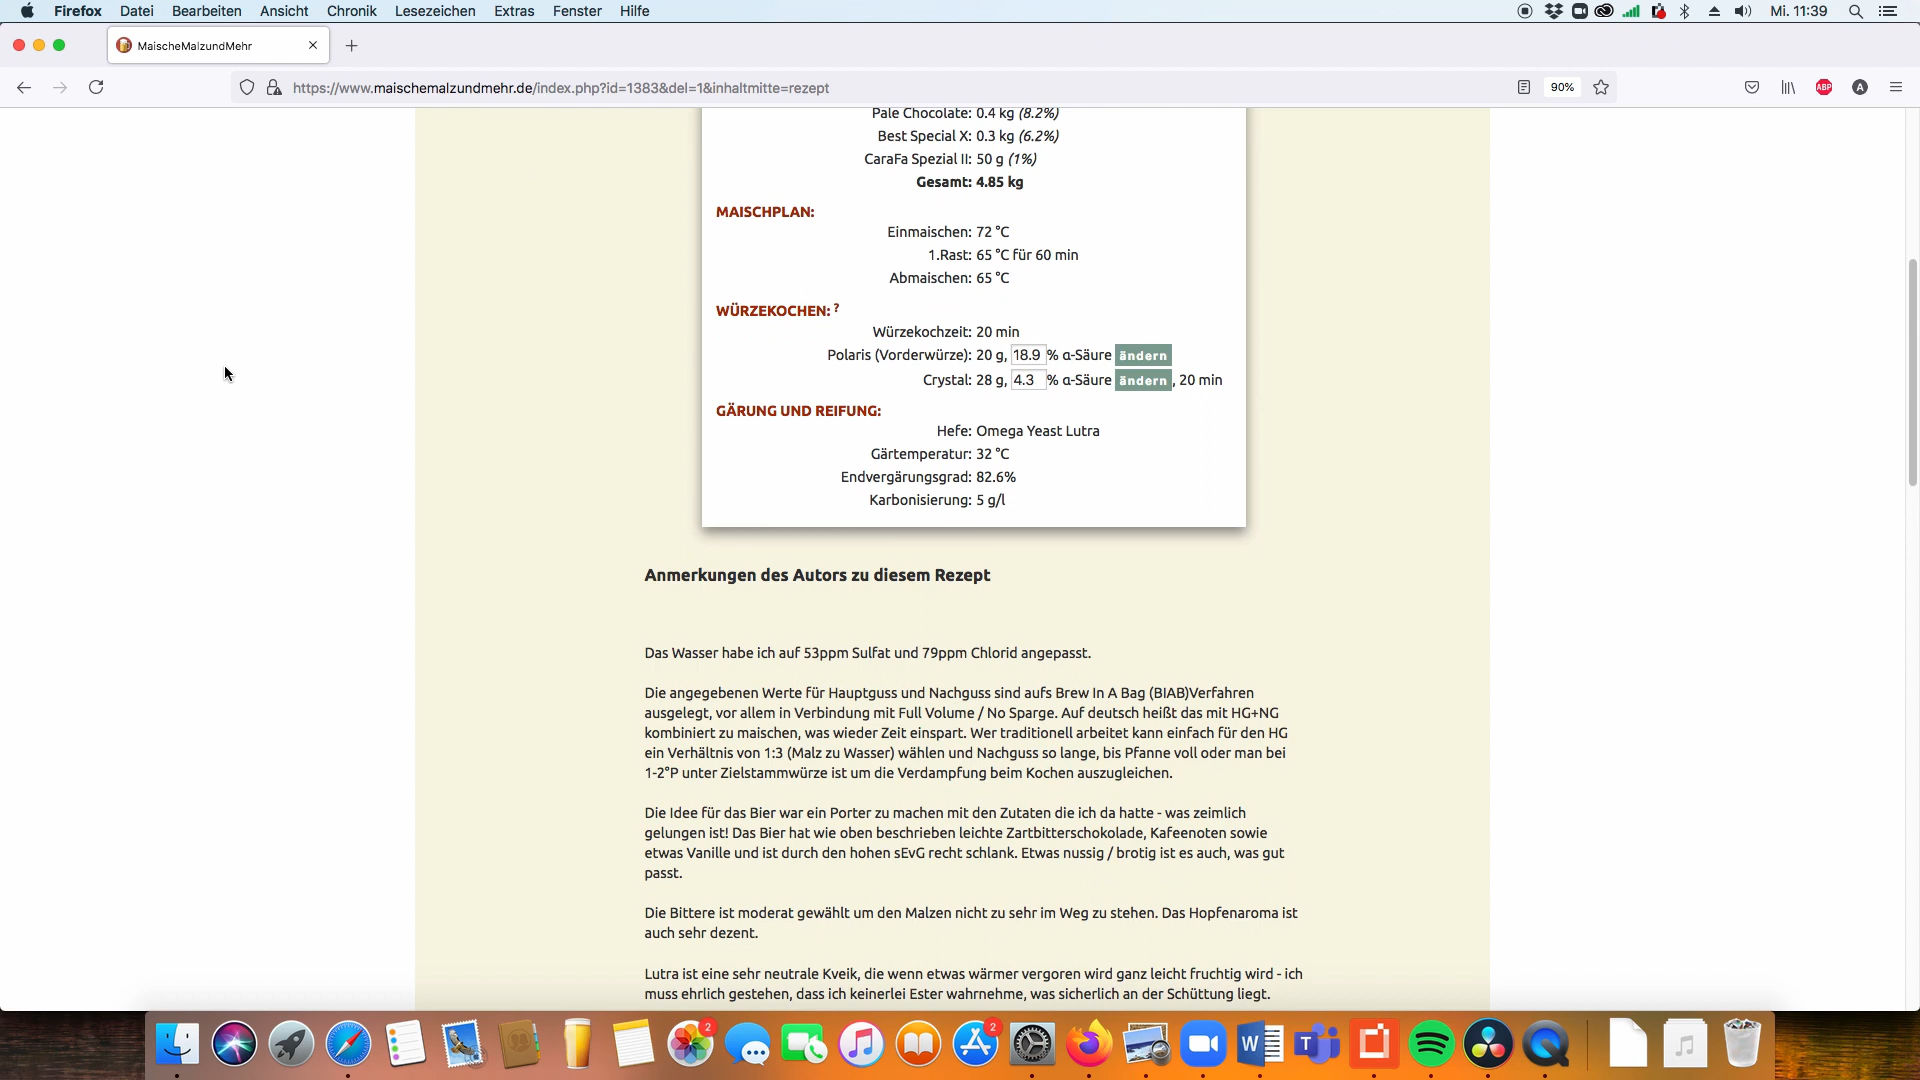 Firefox Datei Bearbeiten Ansicht Chronik Lesezeichen Extras Fenster Hilfe Mi. 11:39
MaischeMalzundMehr
https://www.maischemalzundmehr.de/index.php?id=1383&del=1&inhaltmitte=rezept 90% ABP A
Pale Chocolate: 0.4 kg (8.2%)
Best Special X: 0.3 kg (6.2%)
CaraFa Spezial II: 50 g (1%)
Gesamt: 4.85 kg
MAISCHPLAN:
Einmaischen: 72 °C
1.Rast: 65 °C für 60 min
Abmaischen: 65 °C
WÜRZEKOCHEN: ?
Würzekochzeit: 20 min
Polaris (Vorderwürze): 20 g, 18.9 % α-Säure ändern
Crystal: 28 g, 4.3 % α-Säure ändern , 20 min
GÄRUNG UND REIFUNG:
Hefe: Omega Yeast Lutra
Gärtemperatur: 32 °C
Endvergärungsgrad: 82.6%
Karbonisierung: 5 g/l
Anmerkungen des Autors zu diesem Rezept
Das Wasser habe ich auf 53ppm Sulfat und 79ppm Chlorid angepasst.
Die angegebenen Werte für Hauptguss und Nachguss sind aufs Brew In A Bag (BIAB)Verfahren
ausgelegt, vor allem in Verbindung mit Full Volume / No Sparge. Auf deutsch heißt das mit HG+NG
kombiniert zu maischen, was wieder Zeit einspart. Wer traditionell arbeitet kann einfach für den HG
ein Verhältnis von 1:3 (Malz zu Wasser) wählen und Nachguss so lange, bis Pfanne voll oder man bei
1-2°P unter Zielstammwürze ist um die Verdampfung beim Kochen auszugleichen.
Die Idee für das Bier war ein Porter zu machen mit den Zutaten die ich da hatte - was zeimlich
gelungen ist! Das Bier hat wie oben beschrieben leichte Zartbitterschokolade, Kafeenoten sowie
etwas Vanille und ist durch den hohen sEvG recht schlank. Etwas nussig / brotig ist es auch, was gut
passt.
Die Bittere ist moderat gewählt um den Malzen nicht zu sehr im Weg zu stehen. Das Hopfenaroma ist
auch sehr dezent.
Lutra ist eine sehr neutrale Kveik, die wenn etwas wärmer vergoren wird ganz leicht fruchtig wird - ich
muss ehrlich gestehen, dass ich keinerlei Ester wahrnehme, was sicherlich an der Schüttung liegt.
2
2